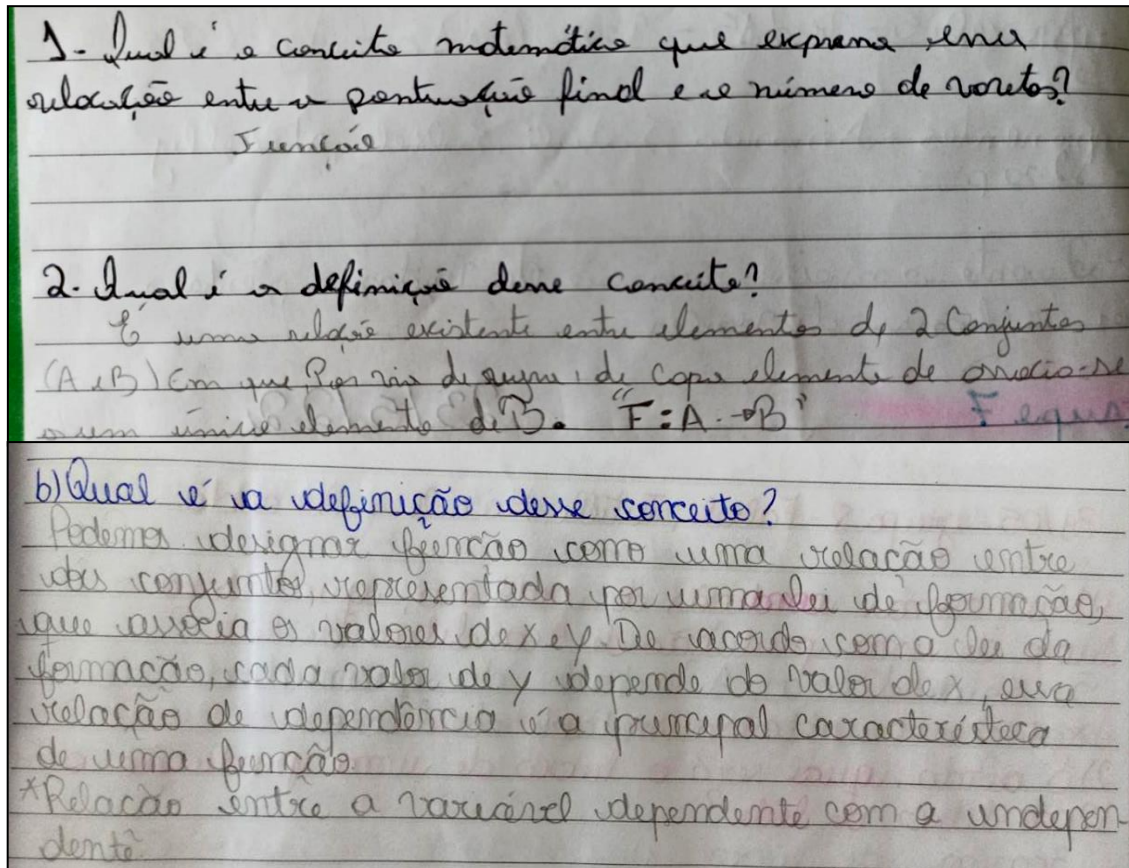 1- Qual é o conceito matemático que expressa essa
relação entre a pontuação final e o número de varetas?
Função
2- Qual é a definição desse conceito?
É uma relação existente entre elementos de 2 Conjuntos
(A e B) Em que, Por via de regra, de Copa elemento de associa-se
a um único elemento de B. "F:A→B" F
b) Qual é a definição desse conceito?
Podemos designar função como uma relação entre
dois conjuntos, representada por uma lei de formação,
que associa os valores de x e y. De acordo com a lei da
formação, cada valor de y depende do valor de x, essa
relação de dependência é a principal característica
de uma função.
*Relação entre a variável dependente com a indepen-
dente.